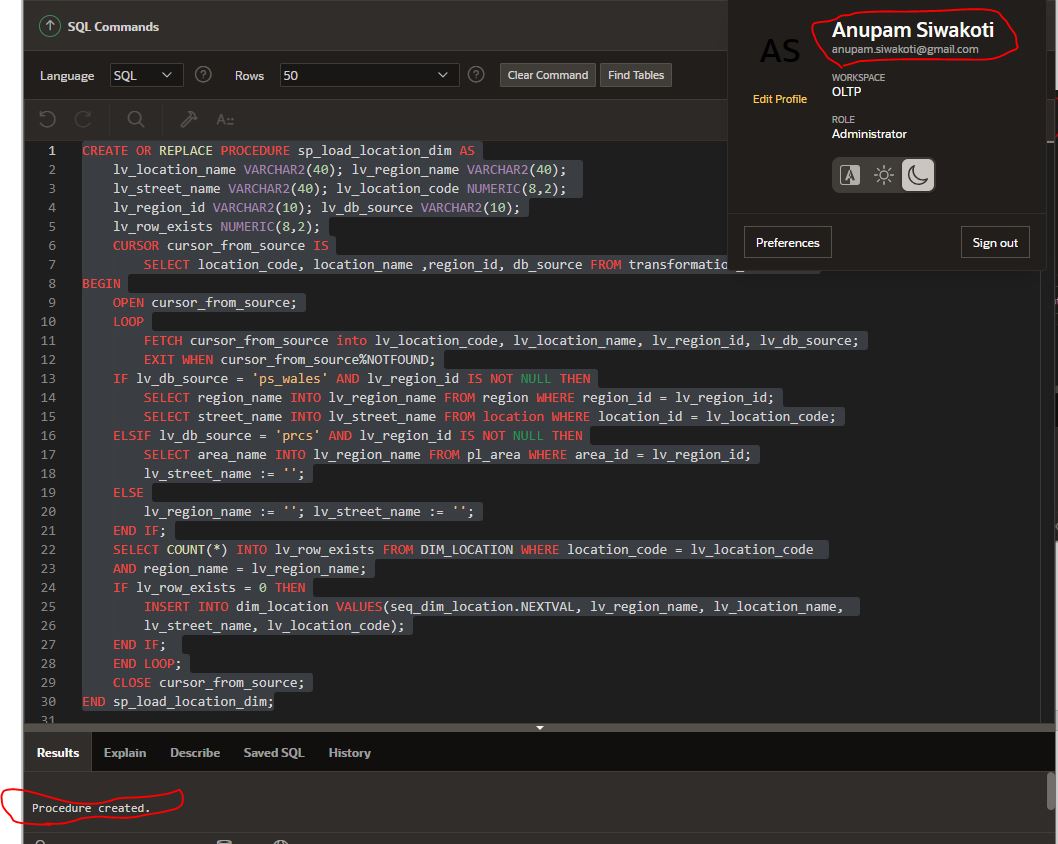 SQL Commands
Anupam Siwakoti
anupam.siwakoti@gmail.com
AS
Edit Profile
WORKSPACE
OLTP
ROLE
Administrator
Preferences
Sign out
Language SQL Rows 50 Clear Command Find Tables
A::
1 CREATE OR REPLACE PROCEDURE sp_load_location_dim AS
2 lv_location_name VARCHAR2(40); lv_region_name VARCHAR2(40);
3 lv_street_name VARCHAR2(40); lv_location_code NUMERIC(8,2);
4 lv_region_id VARCHAR2(10); lv_db_source VARCHAR2(10);
5 lv_row_exists NUMERIC(8,2);
6 CURSOR cursor_from_source IS
7 SELECT location_code, location_name ,region_id, db_source FROM
8 BEGIN
9 OPEN cursor_from_source;
10 LOOP
11 FETCH cursor_from_source into lv_location_code, lv_location_name, lv_region_id, lv_db_source;
12 EXIT WHEN cursor_from_source%NOTFOUND;
13 IF lv_db_source = 'ps_wales' AND lv_region_id IS NOT NULL THEN
14 SELECT region_name INTO lv_region_name FROM region WHERE region_id = lv_region_id;
15 SELECT street_name INTO lv_street_name FROM location WHERE location_id = lv_location_code;
16 ELSIF lv_db_source = 'prcs' AND lv_region_id IS NOT NULL THEN
17 SELECT area_name INTO lv_region_name FROM pl_area WHERE area_id = lv_region_id;
18 lv_street_name := '';
19 ELSE
20 lv_region_name := ''; lv_street_name := '';
21 END IF;
22 SELECT COUNT(*) INTO lv_row_exists FROM DIM_LOCATION WHERE location_code = lv_location_code
23 AND region_name = lv_region_name;
24 IF lv_row_exists = 0 THEN
25 INSERT INTO dim_location VALUES(seq_dim_location.NEXTVAL, lv_region_name, lv_location_name,
26 lv_street_name, lv_location_code);
27 END IF;
28 END LOOP;
29 CLOSE cursor_from_source;
30 END sp_load_location_dim;
31
Results Explain Describe Saved SQL History
Procedure created.